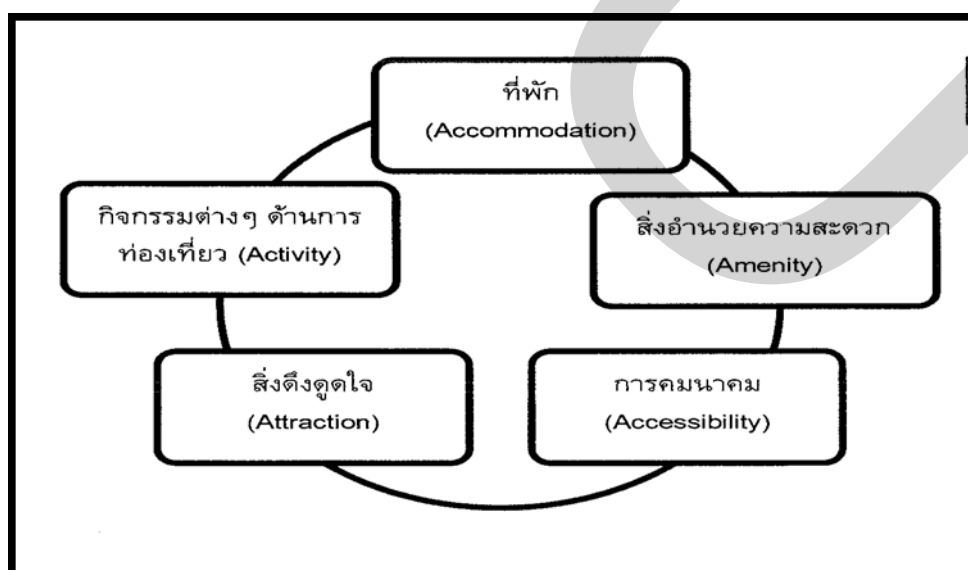 ที่พัก
(Accommodation)
กิจกรรมต่างๆ ด้านการ
ท่องเที่ยว (Activity)
สิ่งอำนวยความสะดวก
(Amenity)
สิ่งดึงดูดใจ
(Attraction)
การคมนาคม
(Accessibility)